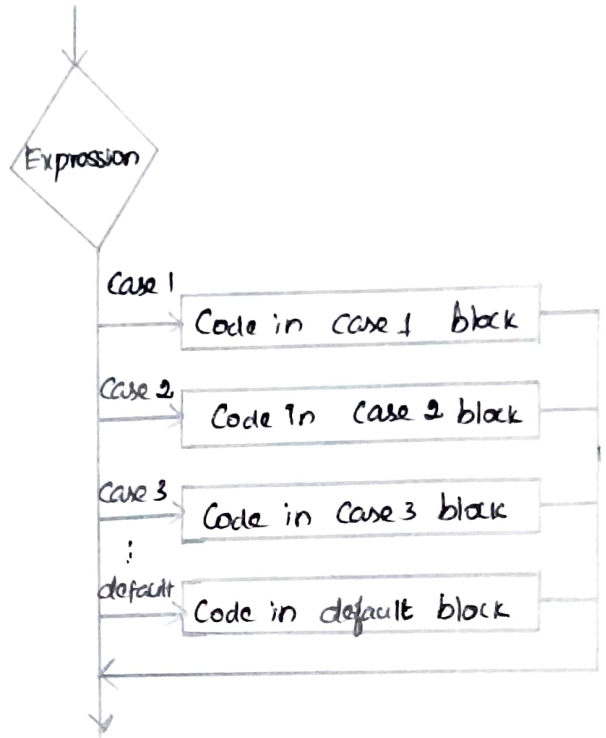 Expression
Case 1
Code in case 1 block
Case 2
Code in case 2 block
Case 3
Code in case 3 block
⋮
default
Code in default block